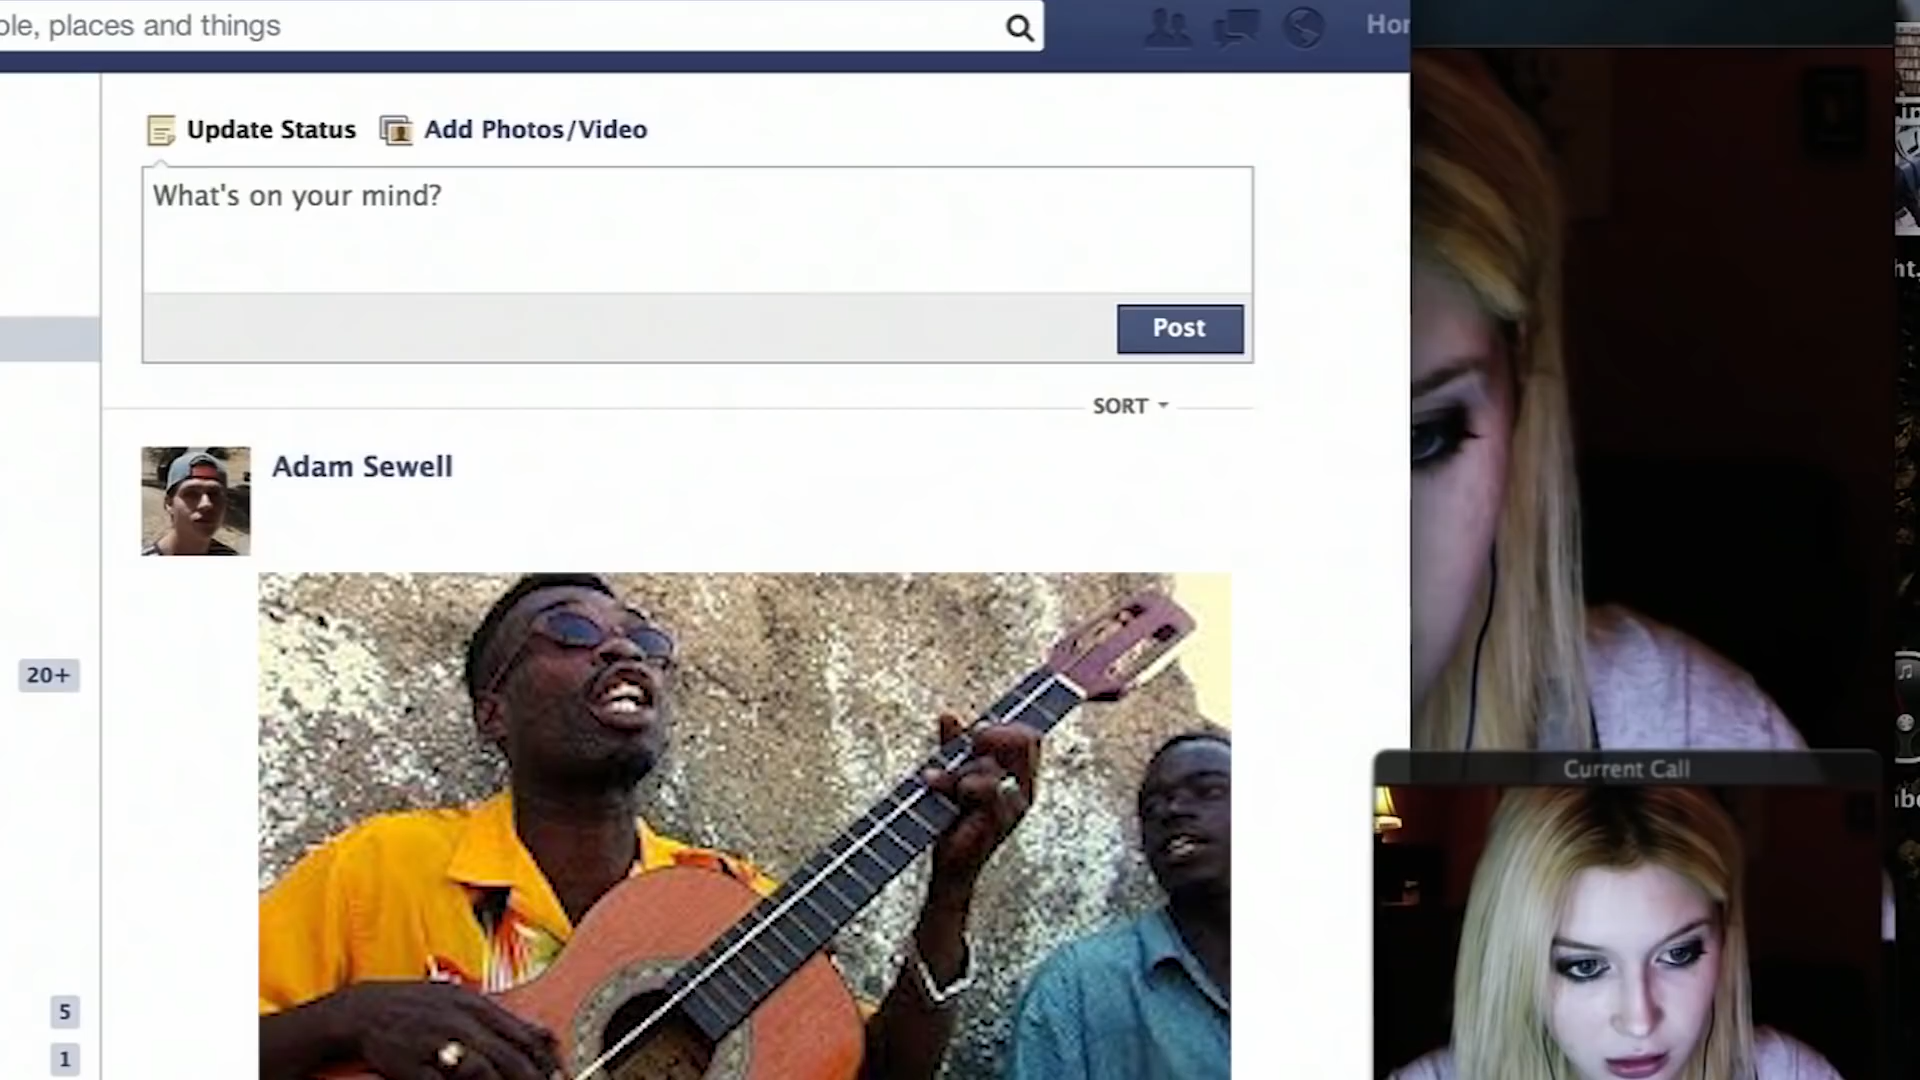 ple, places and things
Hor
Update Status Add Photos/Video
What's on your mind?
Post
SORT
Adam Sewell
20+
5
1
Current Call
ht.